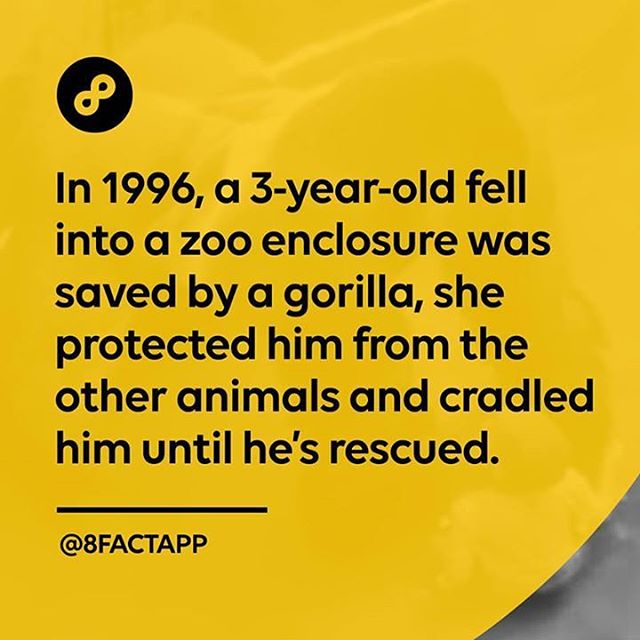 In 1996, a 3-year-old fell
into a zoo enclosure was
saved by a gorilla, she
protected him from the
other animals and cradled
him until he's rescued.
@8FACTAPP